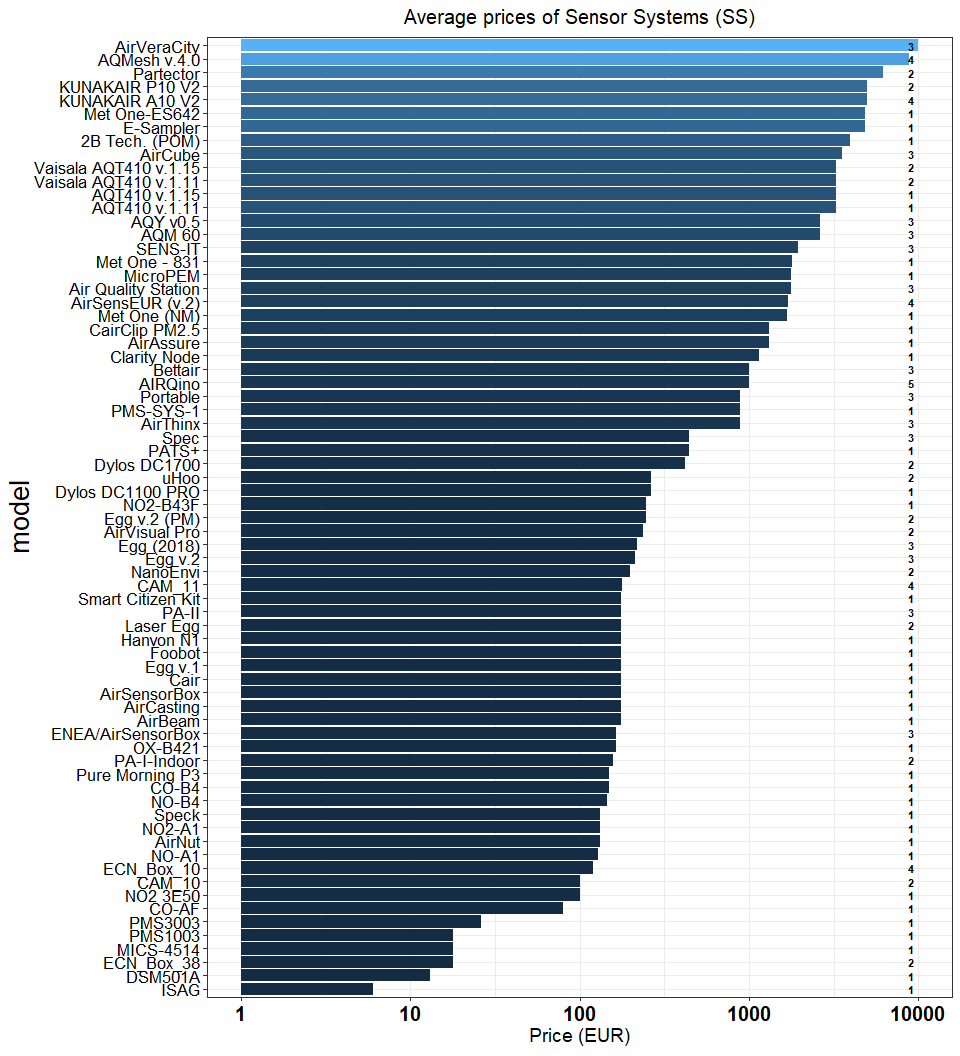 Average prices of Sensor Systems (SS)
AirVeraCity 3
AQMesh v.4.0 4
Partector 2
KUNAKAIR P10 V2 2
KUNAKAIR A10 V2 4
Met One-ES642 1
E-Sampler 1
2B Tech. (POM) 1
AirCube 3
Vaisala AQT410 v.1.15 2
Vaisala AQT410 v.1.11 2
AQT410 v.1.15 1
AQT410 v.1.11 1
AQY v0.5 3
AQM 60 3
SENS-IT 3
Met One - 831 1
MicroPEM 1
Air Quality Station 3
AirSensEUR (v.2) 4
Met One (NM) 1
CairClip PM2.5 1
AirAssure 1
Clarity Node 1
Bettair 3
AIRQino 5
Portable 3
PMS-SYS-1 1
AirThinx 3
Spec 3
PATS+ 1
Dylos DC1700 2
uHoo 2
Dylos DC1100 PRO 1
NO2-B43F 1
Egg v.2 (PM) 2
AirVisual Pro 2
Egg (2018) 3
Egg v.2 3
NanoEnvi 2
CAM_11 4
Smart Citizen Kit 1
PA-II 3
Laser Egg 2
Hanvon N1 1
Foobot 1
Egg v.1 1
Cair 1
AirSensorBox 1
AirCasting 1
AirBeam 1
ENEA/AirSensorBox 3
OX-B421 1
PA-I-Indoor 2
Pure Morning P3 1
CO-B4 1
NO-B4 1
Speck 1
NO2-A1 1
AirNut 1
NO-A1 1
ECN_Box_10 4
CAM_10 2
NO2 3E50 1
CO-AF 1
PMS3003 1
PMS1003 1
MICS-4514 1
ECN_Box_38 2
DSM501A 1
ISAG 1
model
1 10 100 1000 10000
Price (EUR)